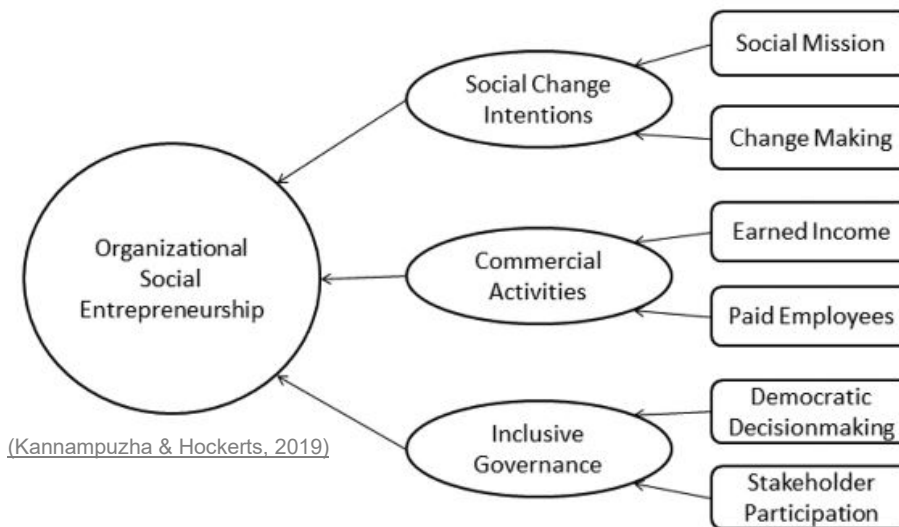 Organizational
Social
Entrepreneurship
(Kannampuzha & Hockerts, 2019)
Social Change
Intentions
Commercial
Activities
Inclusive
Governance
Social Mission
Change Making
Earned Income
Paid Employees
Democratic
Decisionmaking
Stakeholder
Participation